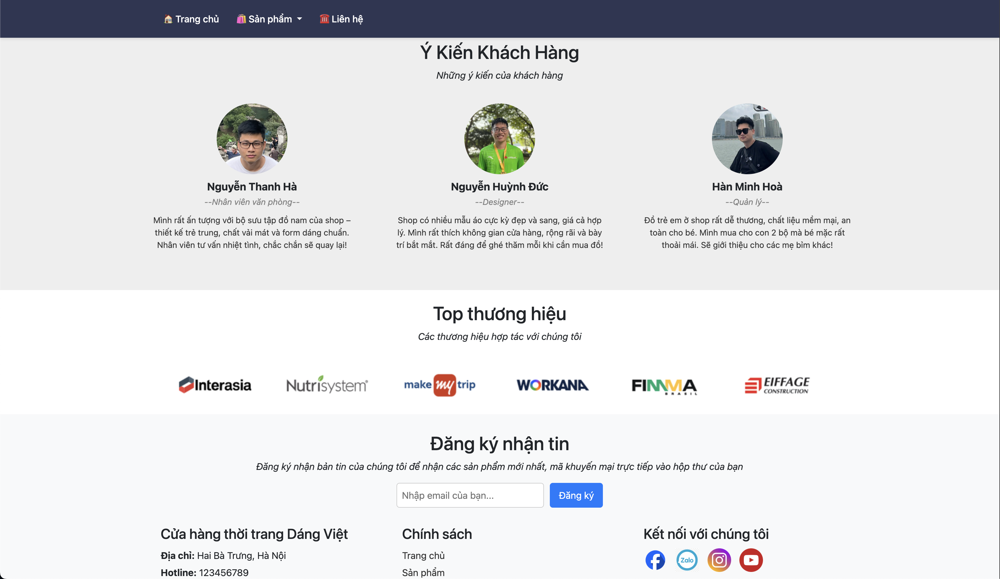 Trang chủ
Sản phẩm
Liên hệ
Ý Kiến Khách Hàng
Những ý kiến của khách hàng
VPBank
Nguyễn Thanh Hà
--Nhân viên văn phòng--
Mình rất ấn tượng với bộ sưu tập đồ nam của shop –
thiết kế trẻ trung, chất vải mát và form dáng chuẩn.
Nhân viên tư vấn nhiệt tình, chắc chắn sẽ quay lại!
Nguyễn Huỳnh Đức
--Designer--
Shop có nhiều mẫu áo cực kỳ đẹp và sang, giá cả hợp
lý. Mình rất thích không gian cửa hàng, rộng rãi và bày
trí bắt mắt. Rất đáng để ghé thăm mỗi khi cần mua đồ!
Hàn Minh Hoà
--Quản lý--
Đồ trẻ em ở shop rất dễ thương, chất liệu mềm mại, an
toàn cho bé. Mình mua cho con 2 bộ mà bé mặc rất
thoải mái. Sẽ giới thiệu cho các mẹ bỉm khác!
Top thương hiệu
Các thương hiệu hợp tác với chúng tôi
Interasia
Nutrisystem®
make my trip
WORKANA
FIMMA
BRASIL
EIFFAGE
CONSTRUCTION
Đăng ký nhận tin
Đăng ký nhận bản tin của chúng tôi để nhận các sản phẩm mới nhất, mã khuyến mại trực tiếp vào hộp thư của bạn
Nhập email của bạn...
Đăng ký
Cửa hàng thời trang Dáng Việt
Địa chỉ: Hai Bà Trưng, Hà Nội
Hotline: 123456789
Chính sách
Trang chủ
Sản phẩm
Kết nối với chúng tôi
Zalo